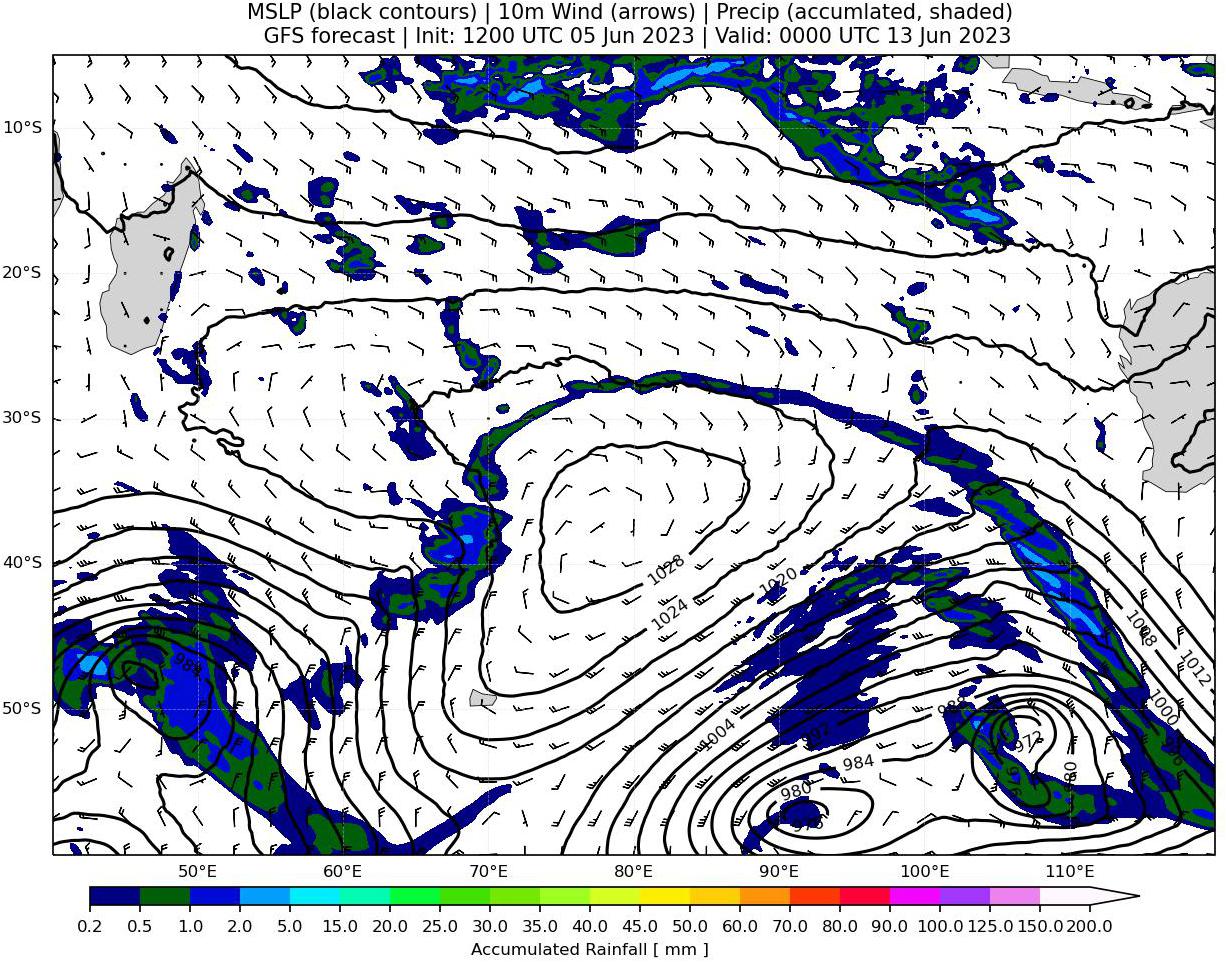 MSLP (black contours) | 10m Wind (arrows) | Precip (accumlated, shaded)
GFS forecast | Init: 1200 UTC 05 Jun 2023 | Valid: 0000 UTC 13 Jun 2023
10°S
20°S
30°S
40°S
1028
1020
1024
1008
1012
50°S
1004
1000
972
984
976
980
980
50°E 60°E 70°E 80°E 90°E 100°E 110°E
0.2 0.5 1.0 2.0 5.0 10.0 15.0 20.0 25.0 30.0 35.0 40.0 45.0 50.0 60.0 70.0 80.0 90.0 100.0 125.0 150.0 200.0
Accumulated Rainfall [ mm ]